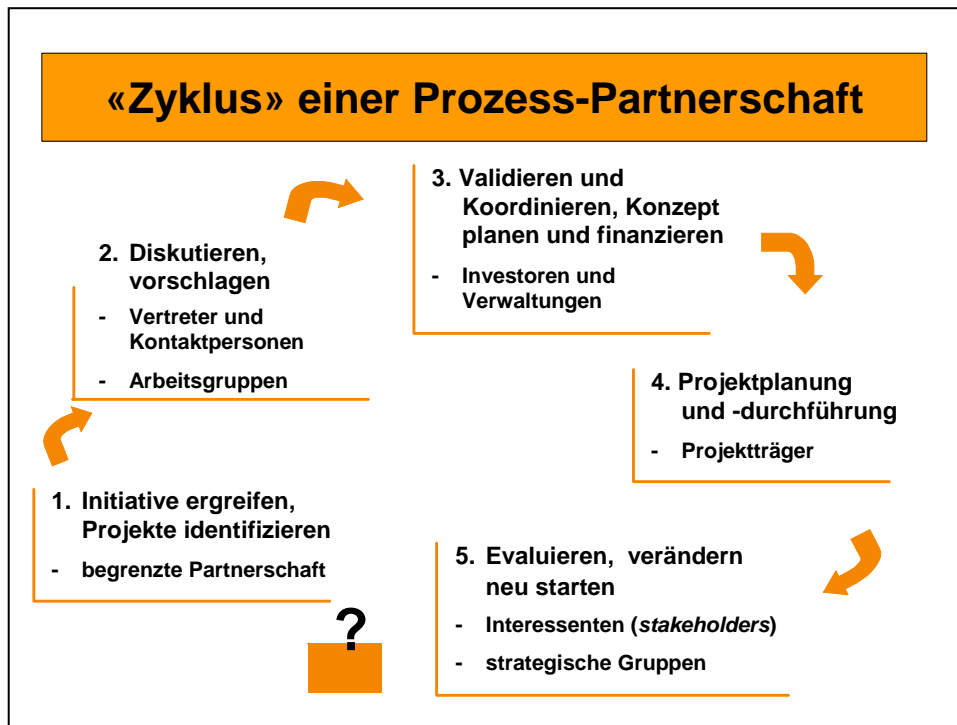 «Zyklus» einer Prozess-Partnerschaft
1. Initiative ergreifen,
Projekte identifizieren
- begrenzte Partnerschaft
2. Diskutieren,
vorschlagen
- Vertreter und
Kontaktpersonen
- Arbeitsgruppen
3. Validieren und
Koordinieren, Konzept
planen und finanzieren
- Investoren und
Verwaltungen
4. Projektplanung
und -durchführung
- Projektträger
5. Evaluieren, verändern
neu starten
- Interessenten (stakeholders)
- strategische Gruppen
?